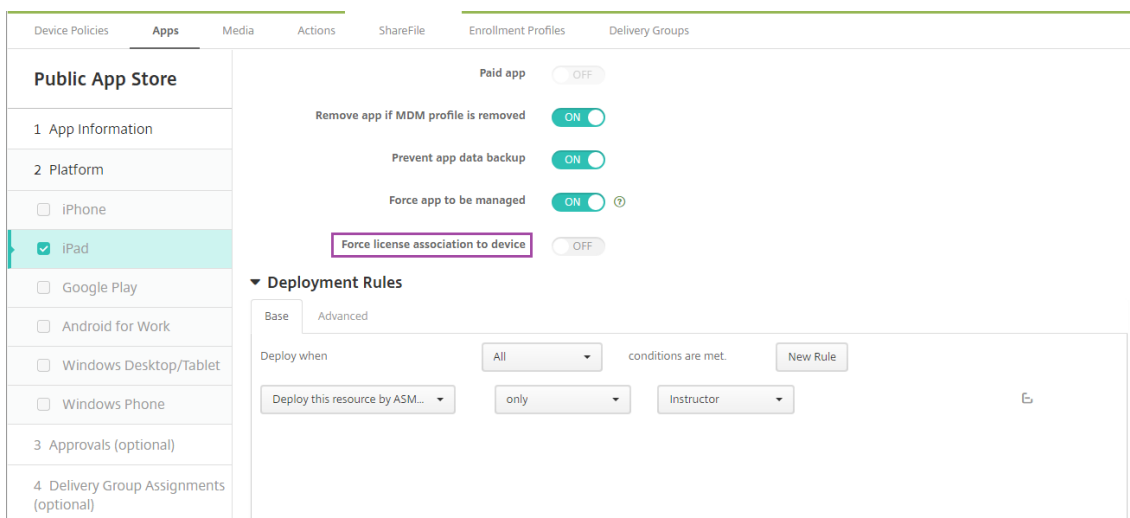 Device Policies Apps Media Actions ShareFile Enrollment Profiles Delivery Groups
Public App Store
1 App Information
2 Platform
iPhone
iPad
Google Play
Android for Work
Windows Desktop/Tablet
Windows Phone
3 Approvals (optional)
4 Delivery Group Assignments
(optional)
Paid app OFF
Remove app if MDM profile is removed ON
Prevent app data backup ON
Force app to be managed ON ?
Force license association to device OFF
Deployment Rules
Base Advanced
Deploy when All conditions are met. New Rule
Deploy this resource by ASM... only Instructor